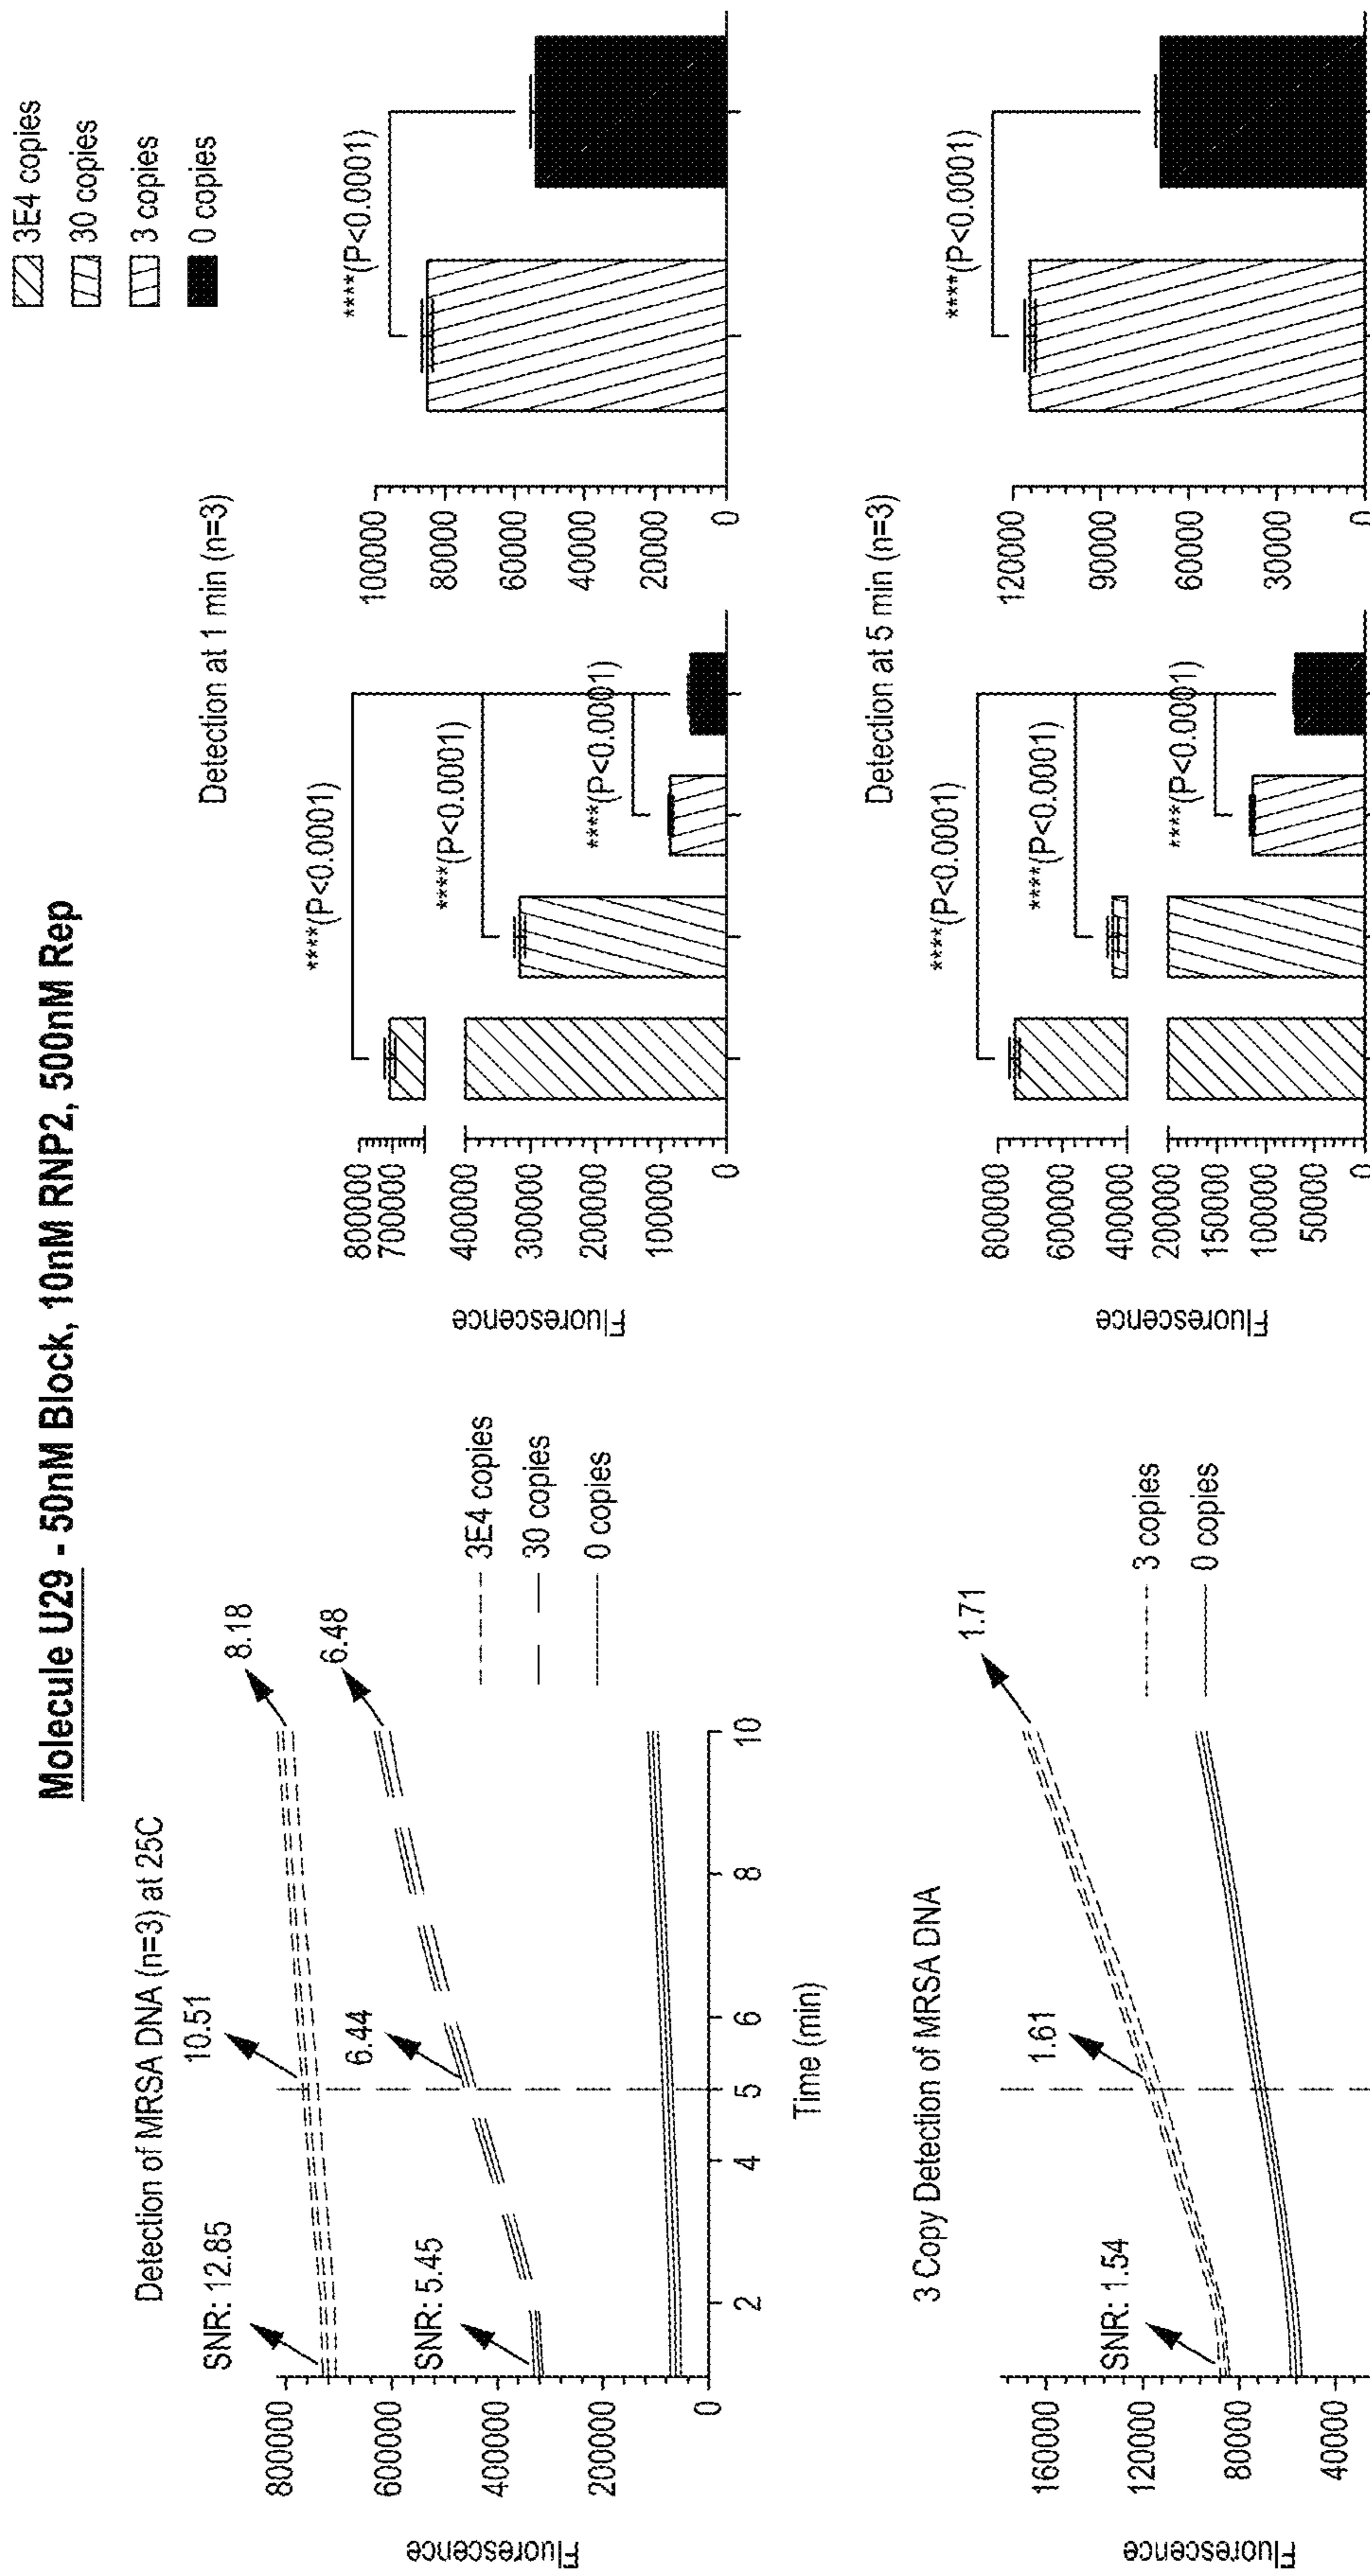 Molecule U29 - 50nM Block, 10nM RNP2, 500nM Rep
Detection of MRSA DNA (n=3) at 25C
Fluorescence
800000
600000
400000
200000
0
SNR: 12.85
10.51
8.18
SNR: 5.45
6.44
6.48
2
4
5
6
8
10
Time (min)
3E4 copies
30 copies
0 copies
3 Copy Detection of MRSA DNA
Fluorescence
160000
120000
80000
40000
SNR: 1.54
1.61
1.71
3 copies
0 copies
3E4 copies
30 copies
3 copies
0 copies
Detection at 1 min (n=3)
Fluorescence
800000
700000
400000
300000
200000
100000
0
****(P<0.0001)
****(P<0.0001)
****(P<0.0001)
100000
80000
60000
40000
20000
0
****(P<0.0001)
Detection at 5 min (n=3)
Fluorescence
800000
600000
400000
200000
150000
100000
50000
0
****(P<0.0001)
****(P<0.0001)
****(P<0.0001)
120000
90000
60000
30000
0
****(P<0.0001)